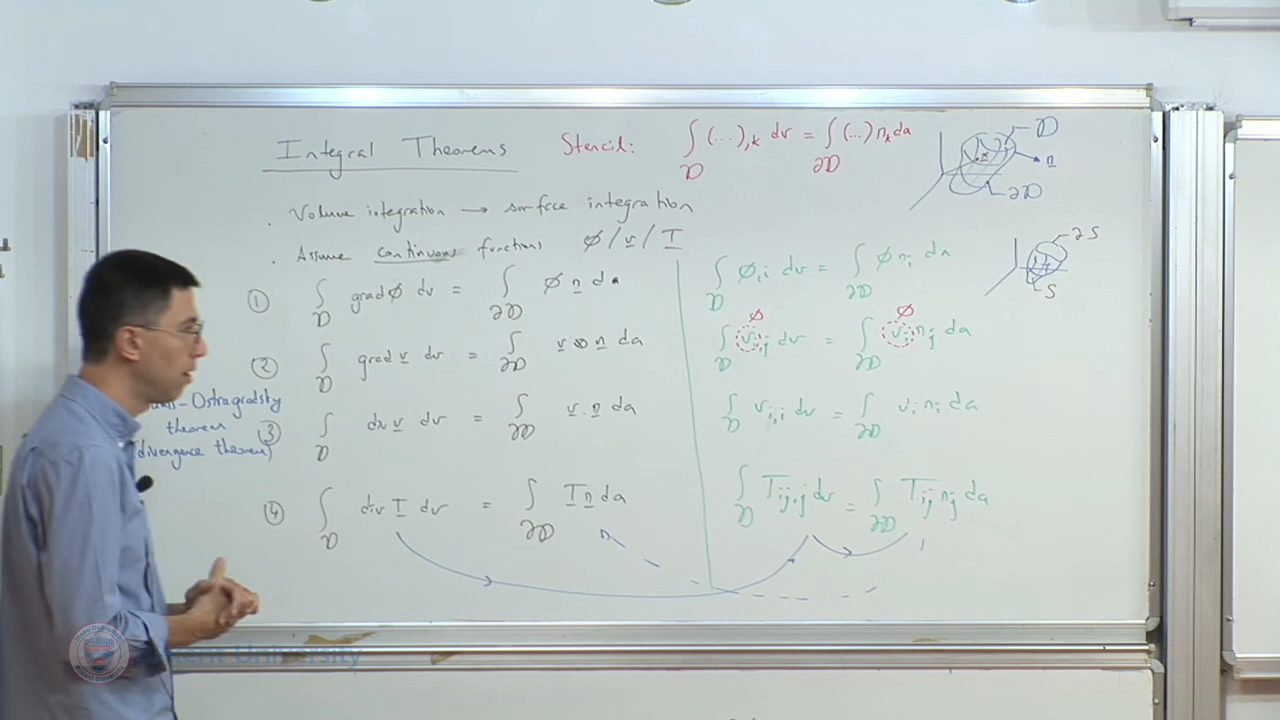 Integral Theorems Stencil: ∫_D (...),k dv = ∫_∂D (...) n_k da
D
n
∂D
· Volume integration → surface integration
· Assume continuous functions φ / v / T
∂S
S
① ∫_D grad φ dv = ∫_∂D φ n da ∫_D φ,i dv = ∫_∂D φ n_i da
φ φ
② ∫_D grad v dv = ∫_∂D v ⊗ n da ∫_D v_i,j dv = ∫_∂D v_i n_j da
-Ostragradsky
theorem
(divergence theorem)
③ ∫_D div v dv = ∫_∂D v · n da ∫_D v_i,i dv = ∫_∂D v_i n_i da
④ ∫_D div T dv = ∫_∂D T n da ∫_D T_ij,j dv = ∫_∂D T_ij n_j da
University